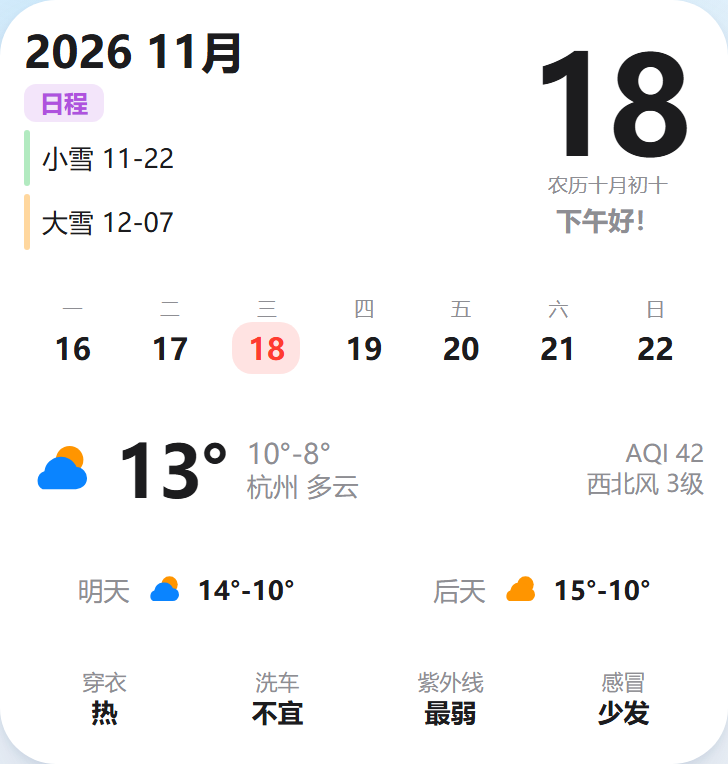 2026 11月
18
日程
小雪 11-22
大雪 12-07
农历十月初十
下午好!
一 二 三 四 五 六 日
16 17 18 19 20 21 22
13°
10°-8°
杭州 多云
AQI 42
西北风 3级
明天 14°-10°
后天 15°-10°
穿衣 洗车 紫外线 感冒
热 不宜 最弱 少发